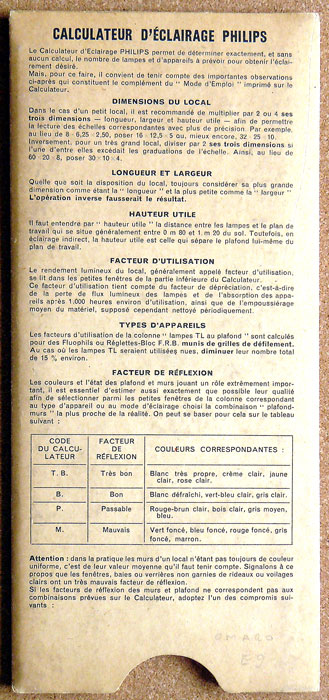 CALCULATEUR D'ÉCLAIRAGE PHILIPS
Le Calculateur d'Eclairage PHILIPS permet de déterminer exactement, et sans
aucun calcul, le nombre de lampes et d'appareils à prévoir pour obtenir l'éclai-
rement désiré.
Mais, pour ce faire, il convient de tenir compte des importantes observations
ci-après qui constituent le complément du " Mode d'Emploi " imprimé sur le
Calculateur.
DIMENSIONS DU LOCAL
Dans le cas d'un petit local, il est recommandé de multiplier par 2 ou 4 ses
trois dimensions — longueur, largeur et hauteur utile — afin de permettre
la lecture des échelles correspondantes avec plus de précision. Par exemple,
au lieu de 8 - 6,25 - 2,50, poser 16 - 12,5 - 5 ou, mieux encore, 32 - 25 - 10.
Inversement, pour un très grand local, diviser par 2 ses trois dimensions si
l'une d'entre elles excédait les graduations de l'échelle. Ainsi, au lieu de
60 - 20 - 8, poser 30 - 10 - 4.
LONGUEUR ET LARGEUR
Quelle que soit la disposition du local, toujours considérer sa plus grande
dimension comme étant la " longueur " et la plus petite comme la " largeur "
L'opération inverse fausserait le résultat.
HAUTEUR UTILE
Il faut entendre par " hauteur utile " la distance entre les lampes et le plan de
travail qui se situe généralement entre 0 m 80 et 1 m 20 du sol. Toutefois, en
éclairage indirect, la hauteur utile est celle qui sépare le plafond lui-même du
plan de travail.
FACTEUR D'UTILISATION
Le rendement lumineux du local, généralement appelé facteur d'utilisation,
se lit dans les petites fenêtres de la partie inférieure du Calculateur.
Ce facteur d'utilisation tient compte du facteur de dépréciation, c'est-à-dire
de la perte de flux lumineux des lampes et de l'absorption des appa-
reils après 1.000 heures environ d'utilisation, ainsi que de l'empoussiérage
moyen du matériel, supposé cependant nettoyé périodiquement.
TYPES D'APPAREILS
Les facteurs d'utilisation de la colonne " lampes TL au plafond " sont calculés
pour des Fluophils ou Réglettes-Bloc F.R.B. munis de grilles de défilement.
Au cas où les lampes TL seraient utilisées nues, diminuer leur nombre total
de 15 % environ.
FACTEUR DE RÉFLEXION
Les couleurs et l'état des plafond et murs jouant un rôle extrêmement impor-
tant, il est essentiel d'estimer aussi exactement que possible leur qualité
afin de sélectionner parmi les petites fenêtres de la colonne correspondant
au type d'appareil ou au mode d'éclairage choisi la combinaison " plafond-
murs " la plus proche de la réalité. On peut se baser pour cela sur le tableau
suivant :
CODE DU CALCU-LATEUR FACTEUR DE RÉFLEXION COULEURS CORRESPONDANTES :
T. B. Très bon Blanc très propre, crème clair, jaune
clair, rose clair.
B. Bon Blanc défraîchi, vert-bleu clair, gris clair.
P. Passable Rouge-brun clair, bois clair, gris moyen,
bleu.
M. Mauvais Vert foncé, bleu foncé, rouge foncé, gris
foncé, marron.
Attention : dans la pratique les murs d'un local n'étant pas toujours de couleur
uniforme, c'est de leur valeur moyenne qu'il faut tenir compte. Signalons à ce
propos que les fenêtres, baies ou verrières non garnies de rideaux ou voilages
clairs ont un très mauvais facteur de réflexion.
Si les facteurs de réflexion des murs et plafond ne correspondent pas aux
combinaisons prévues sur le Calculateur, adoptez l'un des compromis sui-
vants :